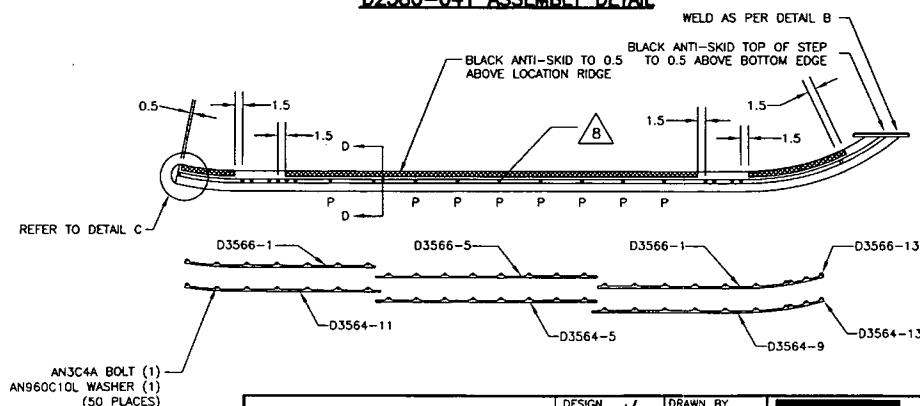 D2580-041 ASSEMBLY DETAIL
WELD AS PER DETAIL B
BLACK ANTI-SKID TO 0.5
ABOVE LOCATION RIDGE
BLACK ANTI-SKID TOP OF STEP
TO 0.5 ABOVE BOTTOM EDGE
0.5
1.5
1.5
1.5
1.5
1.5
8
D
D
P
P P P P P P P
REFER TO DETAIL C
D3566-1
D3566-5
D3566-1
D3566-13
D3564-11
D3564-5
D3564-9
D3564-13
AN3C4A BOLT (1)
AN960C10L WASHER (1)
(50 PLACES)
DESIGN
DRAWN BY